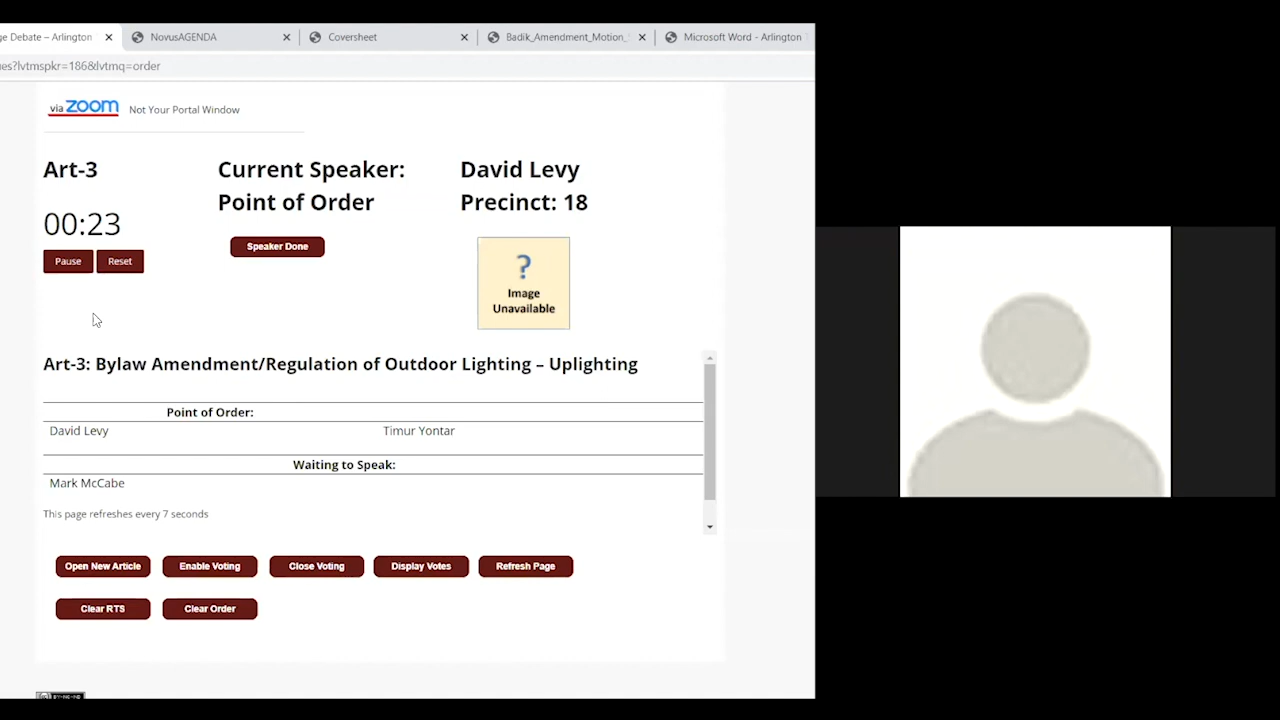 ge Debate – Arlington
NovusAGENDA
Coversheet
Badik_Amendment_Motion_
Microsoft Word - Arlington
ues?lvtmspkr=186&lvtmq=order
via zoom Not Your Portal Window
Art-3 Current Speaker: David Levy
Point of Order Precinct: 18
00:23
Speaker Done
Pause Reset
?
Image
Unavailable
Art-3: Bylaw Amendment/Regulation of Outdoor Lighting – Uplighting
Point of Order:
David Levy Timur Yontar
Waiting to Speak:
Mark McCabe
This page refreshes every 7 seconds
Open New Article Enable Voting Close Voting Display Votes Refresh Page
Clear RTS Clear Order